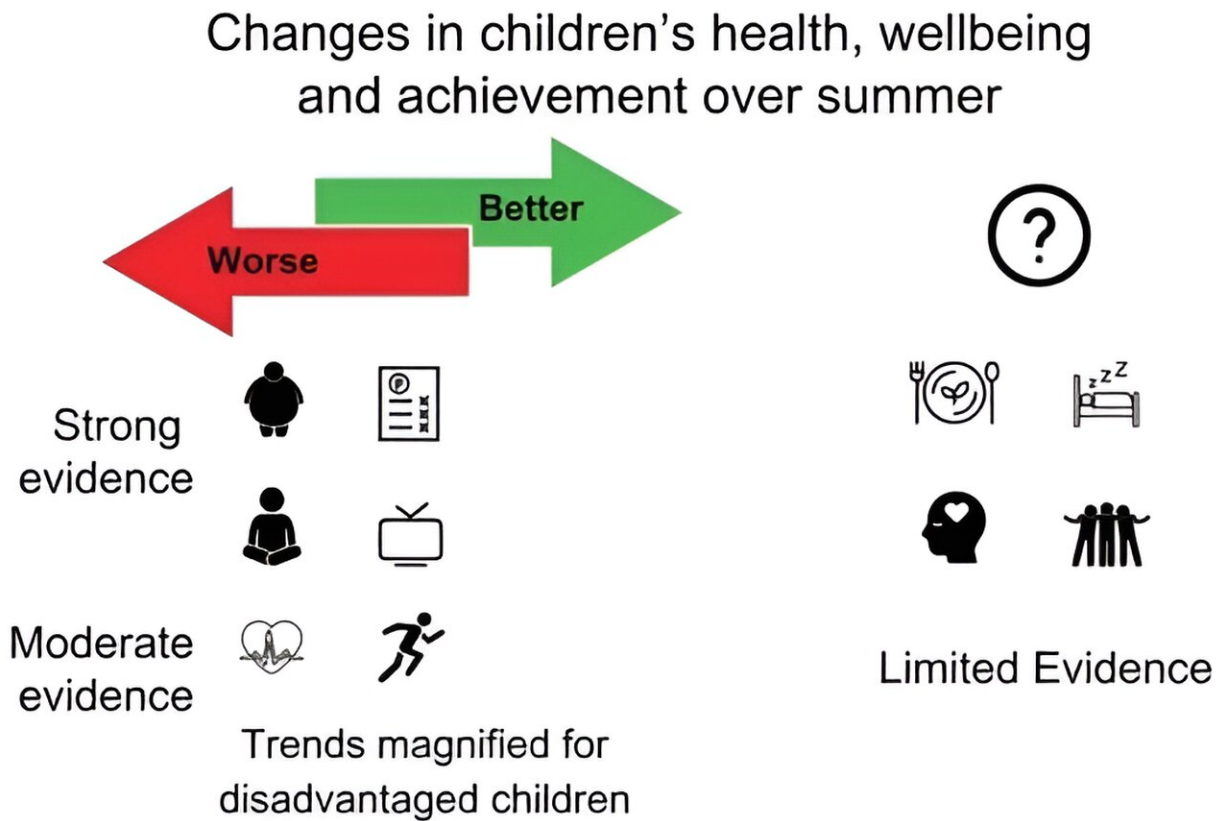 Changes in children's health, wellbeing
and achievement over summer
Better
Worse
?
Strong
evidence
P
z z Z
Moderate
evidence
Limited Evidence
Trends magnified for
disadvantaged children